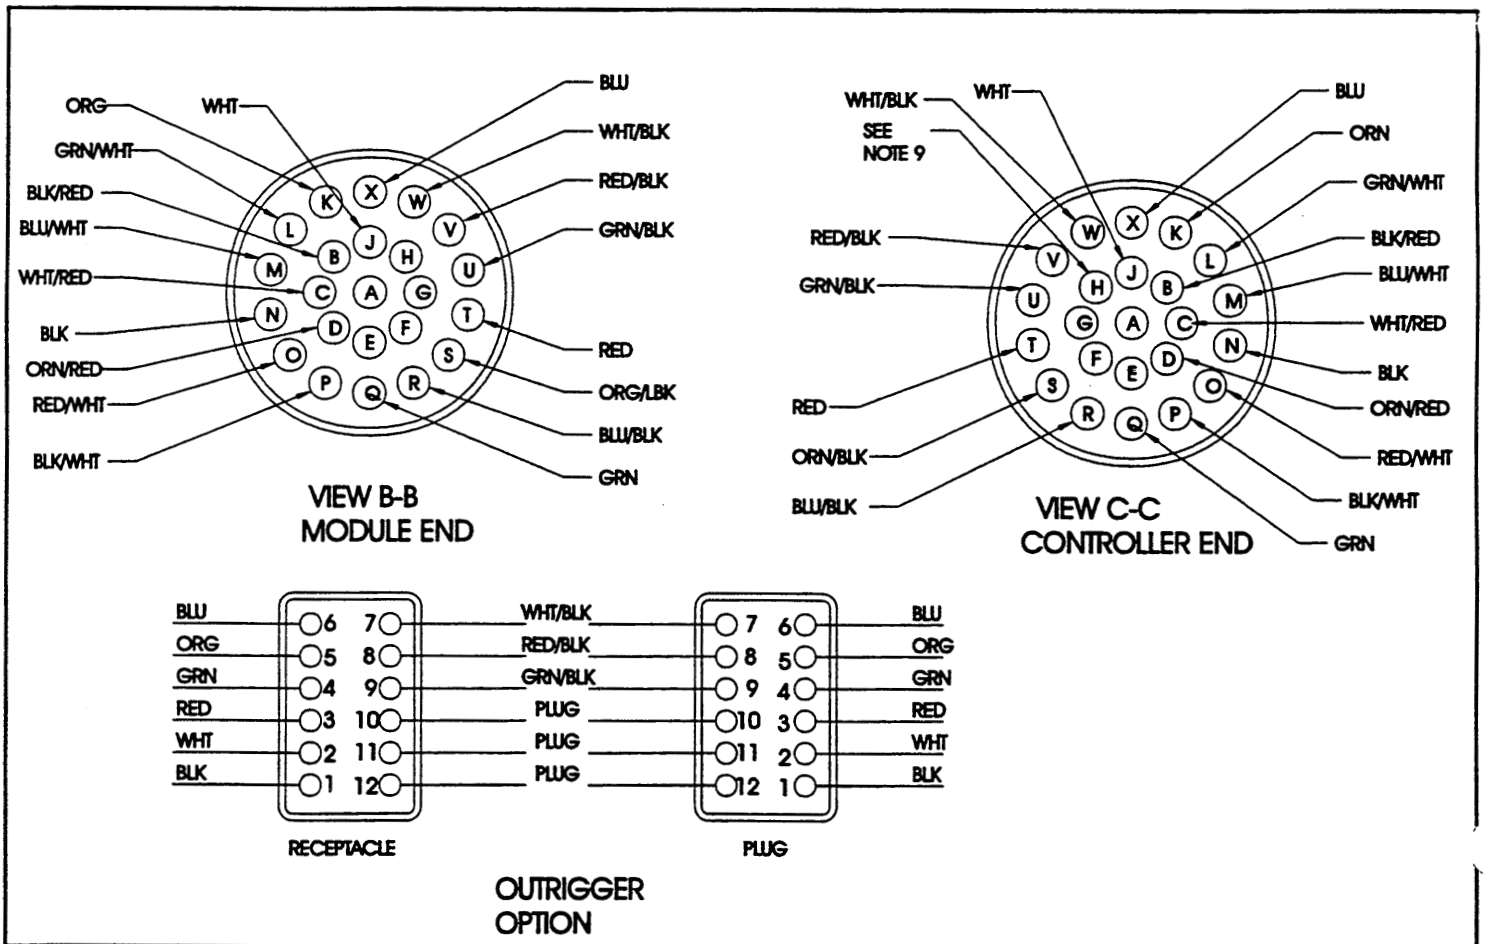 BLU
ORG WHT
WHT/BLK
GRN/WHT
RED/BLK
BLK/RED
BLU/WHT
GRN/BLK
WHT/RED
BLK
RED
ORN/RED
ORG/LBK
RED/WHT
BLU/BLK
BLK/WHT
GRN
K X W
L J V
B H
M U
C A G
N T
D F
E
O S
P Q R
VIEW B-B
MODULE END
WHT/BLK WHT BLU
SEE
NOTE 9
ORN
GRN/WHT
RED/BLK
BLK/RED
GRN/BLK
BLU/WHT
WHT/RED
BLK
RED
ORN/RED
ORN/BLK
RED/WHT
BLU/BLK
BLK/WHT
GRN
W X K
V J L
H B
U M
G A C
T N
F D
E
S O
R Q P
VIEW C-C
CONTROLLER END
BLU 6 7 WHT/BLK 7 6 BLU
ORG 5 8 RED/BLK 8 5 ORG
GRN 4 9 GRN/BLK 9 4 GRN
RED 3 10 PLUG 10 3 RED
WHT 2 11 PLUG 11 2 WHT
BLK 1 12 PLUG 12 1 BLK
RECEPTACLE PLUG
OUTRIGGER
OPTION